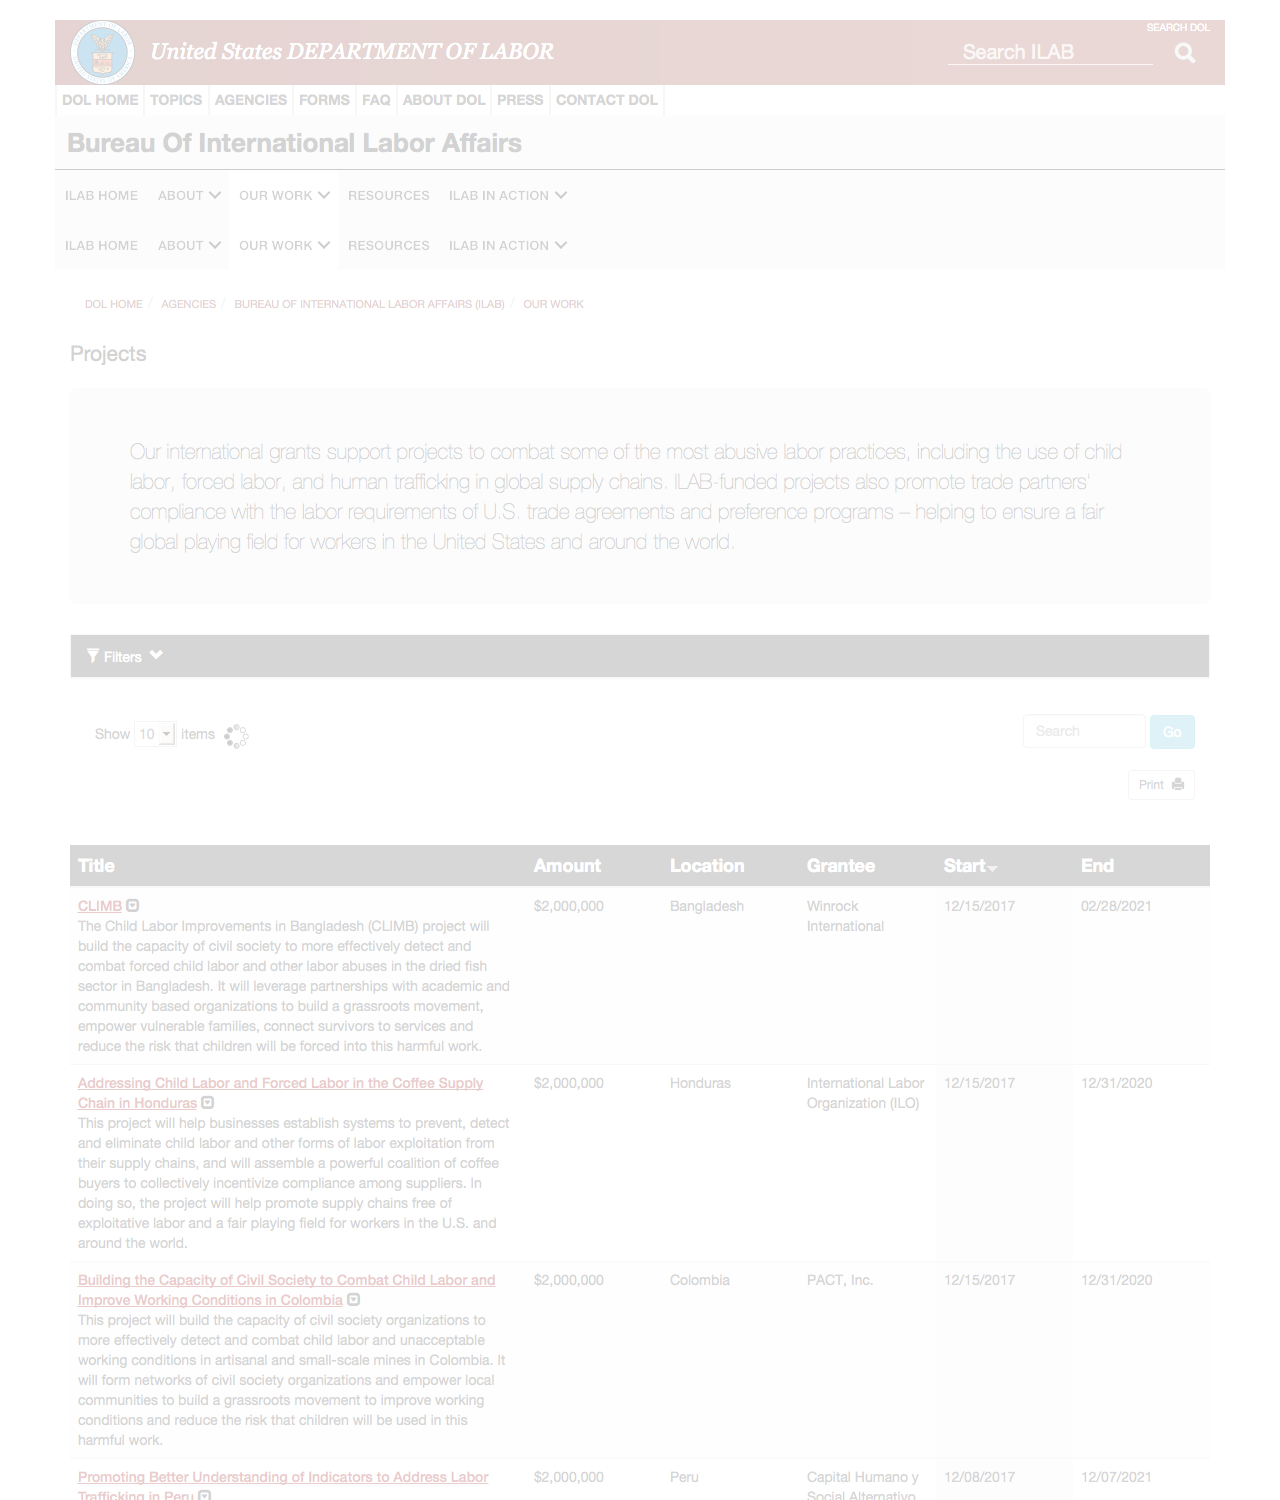 United States DEPARTMENT OF LABOR
SEARCH DOL
Search ILAB
DOL HOME TOPICS AGENCIES FORMS FAQ ABOUT DOL PRESS CONTACT DOL
Bureau Of International Labor Affairs
ILAB HOME ABOUT OUR WORK RESOURCES ILAB IN ACTION
ILAB HOME ABOUT OUR WORK RESOURCES ILAB IN ACTION
DOL HOME / AGENCIES / BUREAU OF INTERNATIONAL LABOR AFFAIRS (ILAB) / OUR WORK
Projects
Our international grants support projects to combat some of the most abusive labor practices, including the use of child
labor, forced labor, and human trafficking in global supply chains. ILAB-funded projects also promote trade partners'
compliance with the labor requirements of U.S. trade agreements and preference programs – helping to ensure a fair
global playing field for workers in the United States and around the world.
Filters
Show 10 items
Search Go
Print
Title Amount Location Grantee Start End
CLIMB $2,000,000 Bangladesh Winrock 12/15/2017 02/28/2021
The Child Labor Improvements in Bangladesh (CLIMB) project will International
build the capacity of civil society to more effectively detect and
combat forced child labor and other labor abuses in the dried fish
sector in Bangladesh. It will leverage partnerships with academic and
community based organizations to build a grassroots movement,
empower vulnerable families, connect survivors to services and
reduce the risk that children will be forced into this harmful work.
Addressing Child Labor and Forced Labor in the Coffee Supply $2,000,000 Honduras International Labor 12/15/2017 12/31/2020
Chain in Honduras Organization (ILO)
This project will help businesses establish systems to prevent, detect
and eliminate child labor and other forms of labor exploitation from
their supply chains, and will assemble a powerful coalition of coffee
buyers to collectively incentivize compliance among suppliers. In
doing so, the project will help promote supply chains free of
exploitative labor and a fair playing field for workers in the U.S. and
around the world.
Building the Capacity of Civil Society to Combat Child Labor and $2,000,000 Colombia PACT, Inc. 12/15/2017 12/31/2020
Improve Working Conditions in Colombia
This project will build the capacity of civil society organizations to
more effectively detect and combat child labor and unacceptable
working conditions in artisanal and small-scale mines in Colombia. It
will form networks of civil society organizations and empower local
communities to build a grassroots movement to improve working
conditions and reduce the risk that children will be used in this
harmful work.
Promoting Better Understanding of Indicators to Address Labor $2,000,000 Peru Capital Humano y 12/08/2017 12/07/2021
Trafficking in Peru Social Alternativo